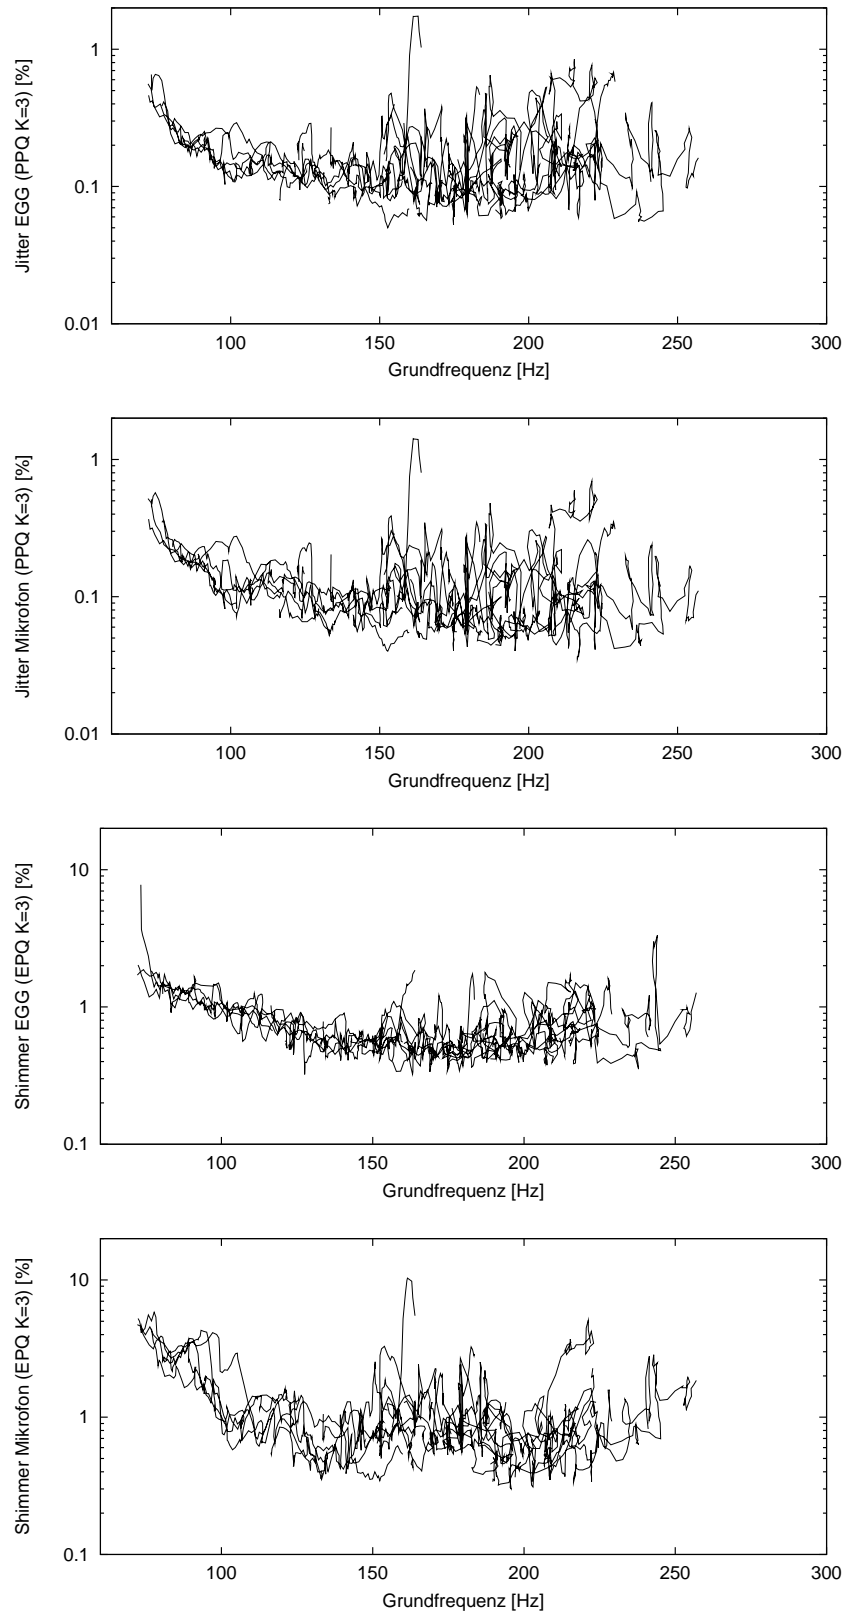 Jitter EGG (PPQ K=3) [%]
1
0.1
0.01
100 150 200 250 300
Grundfrequenz [Hz]
Jitter Mikrofon (PPQ K=3) [%]
1
0.1
0.01
100 150 200 250 300
Grundfrequenz [Hz]
Shimmer EGG (EPQ K=3) [%]
10
1
0.1
100 150 200 250 300
Grundfrequenz [Hz]
Shimmer Mikrofon (EPQ K=3) [%]
10
1
0.1
100 150 200 250 300
Grundfrequenz [Hz]